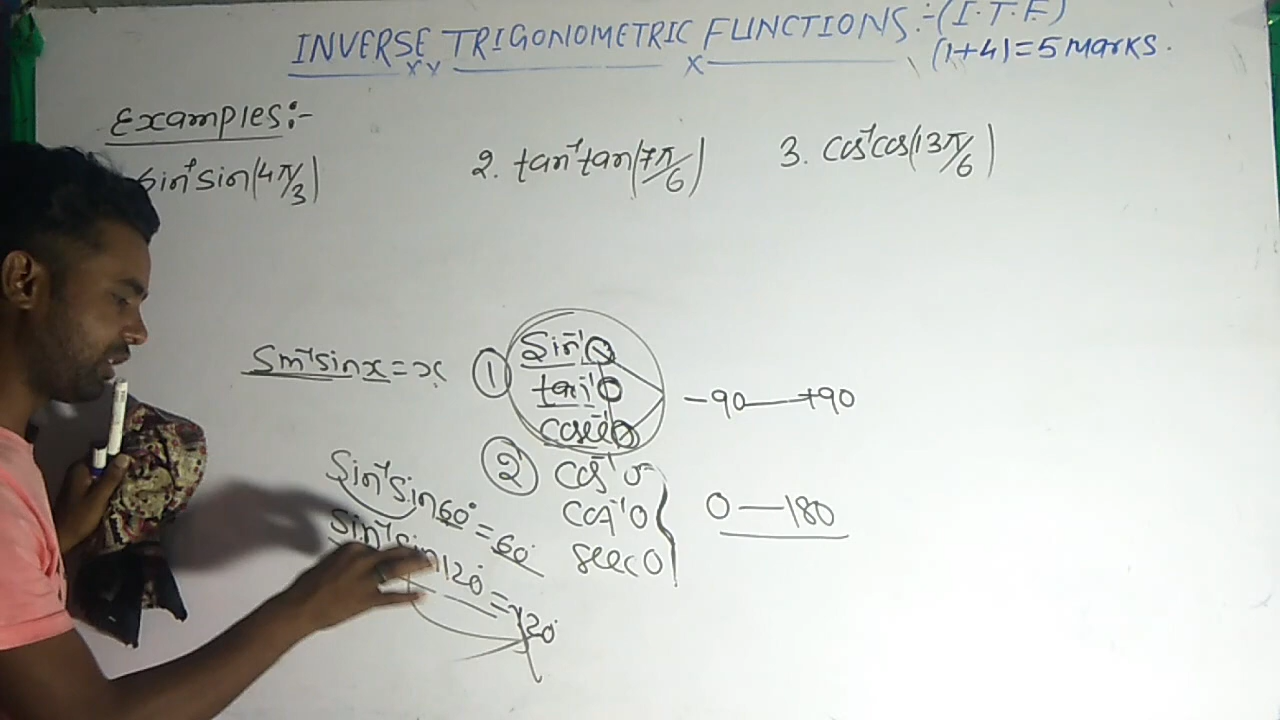 INVERSE TRIGONOMETRIC FUNCTIONS :-(I.T.F.)
(1+4)=5 Marks.
Examples:-
sin⁻¹sin(4π/3)
2. tan⁻¹tan(7π/6)
3. cos⁻¹cos(13π/6)
Sin⁻¹sinx=x
① Sin⁻¹θ
tan⁻¹θ
cosec⁻¹θ
-90—+90
② cos⁻¹θ
cot⁻¹θ
secθ
0—180
Sin⁻¹sin60°=60°
sin⁻¹sin120°=120°